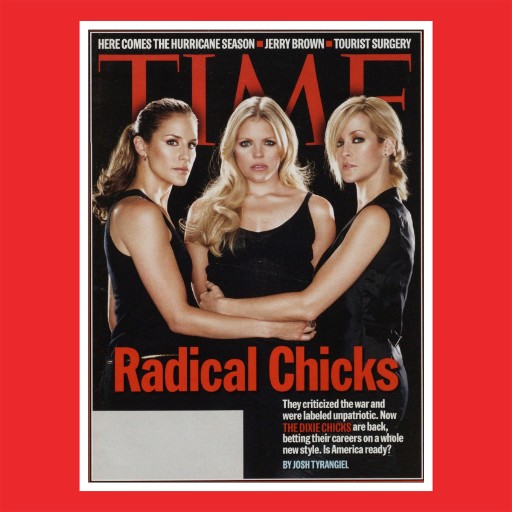 HERE COMES THE HURRICANE SEASON ▪ JERRY BROWN ▪ TOURIST SURGERY
TIME
Radical Chicks
They criticized the war and
were labeled unpatriotic. Now
THE DIXIE CHICKS are back,
betting their careers on a whole
new style. Is America ready?
BY JOSH TYRANGIEL